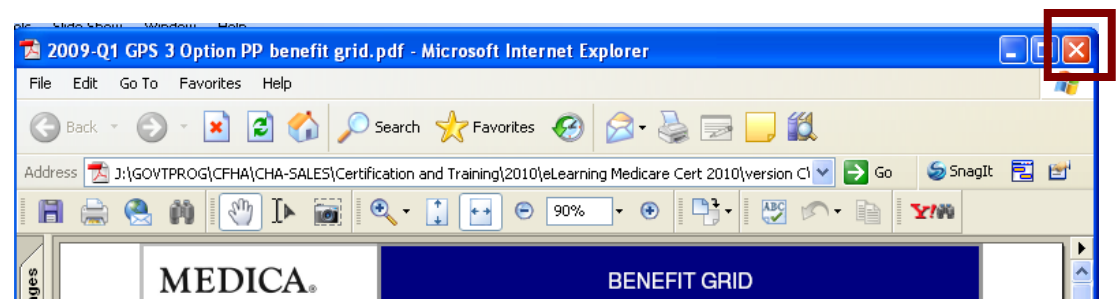 Slide Show Window Help
2009-Q1 GPS 3 Option PP benefit grid.pdf - Microsoft Internet Explorer
File Edit Go To Favorites Help
Back Search Favorites
Address J:\GOVTPROG\CFHA\CHA-SALES\Certification and Training\2010\eLearning Medicare Cert 2010\version C\ Go SnagIt
90% ABC Y!
MEDICA® BENEFIT GRID